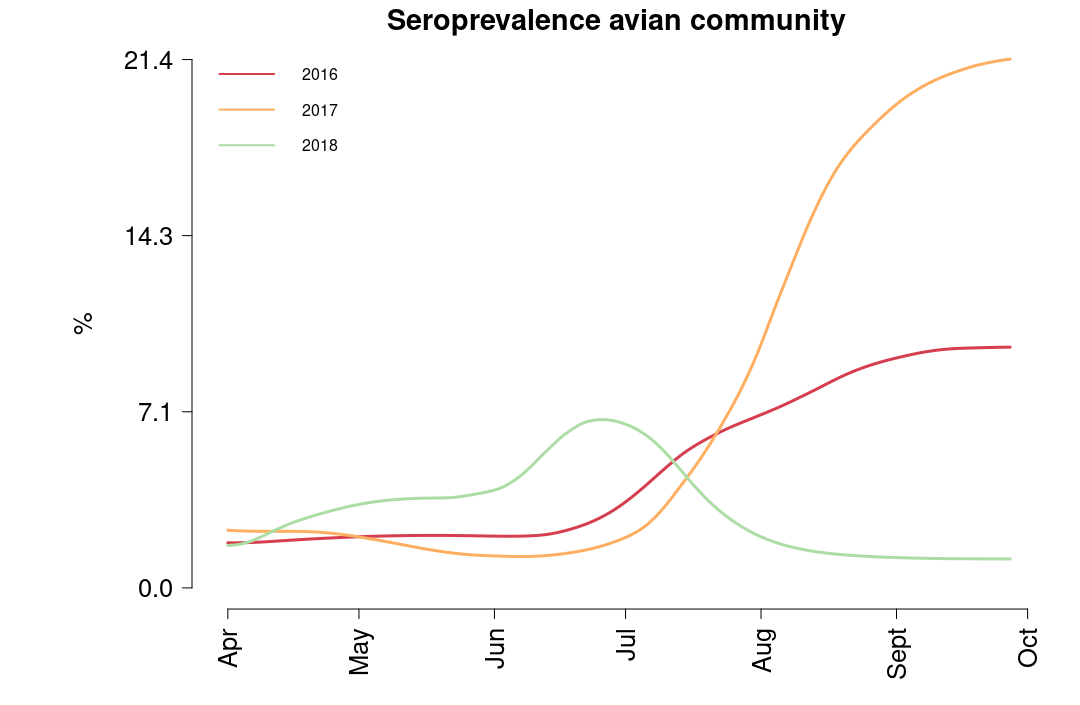 Seroprevalence avian community
21.4
14.3
7.1
0.0
%
2016
2017
2018
Apr
May
Jun
Jul
Aug
Sept
Oct